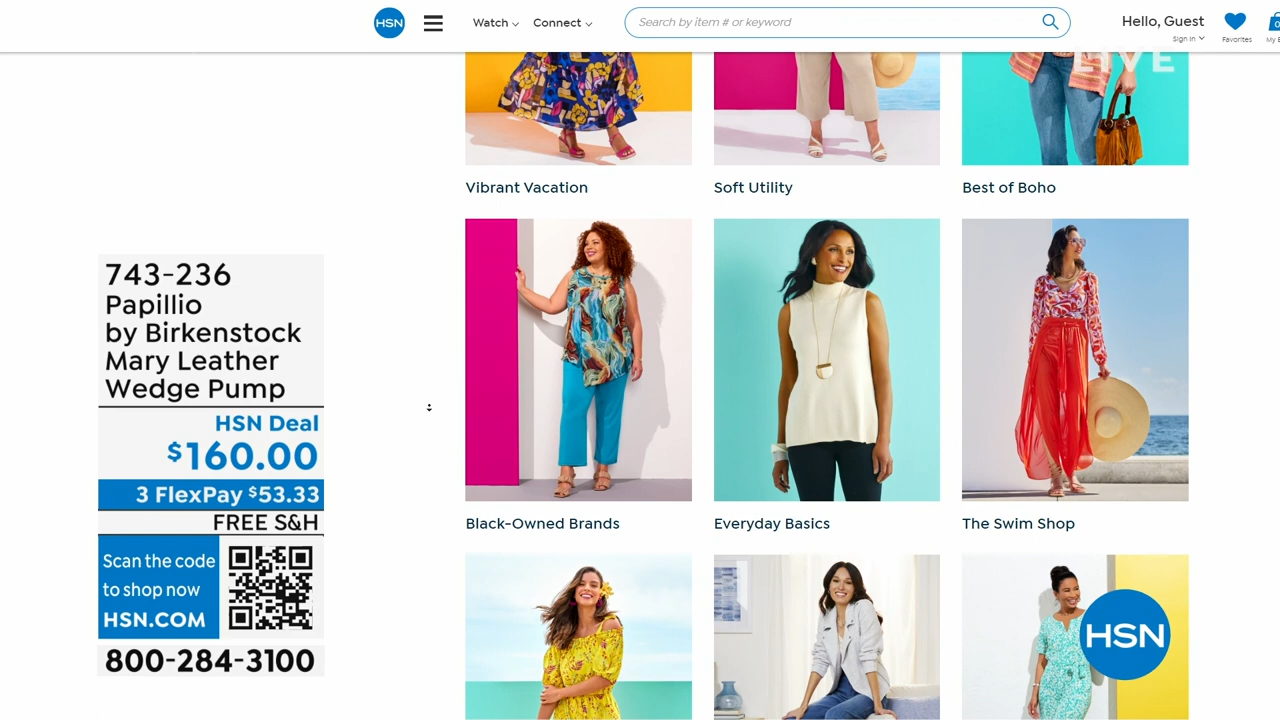 HSN
Watch
Connect
Search by item # or keyword
Hello, Guest
Sign In
Favorites
0
My
LIVE
Vibrant Vacation
Soft Utility
Best of Boho
743-236
Papillio
by Birkenstock
Mary Leather
Wedge Pump
HSN Deal
$160.00
3 FlexPay $53.33
FREE S&H
Scan the code
to shop now
HSN.COM
800-284-3100
Black-Owned Brands
Everyday Basics
The Swim Shop
HSN